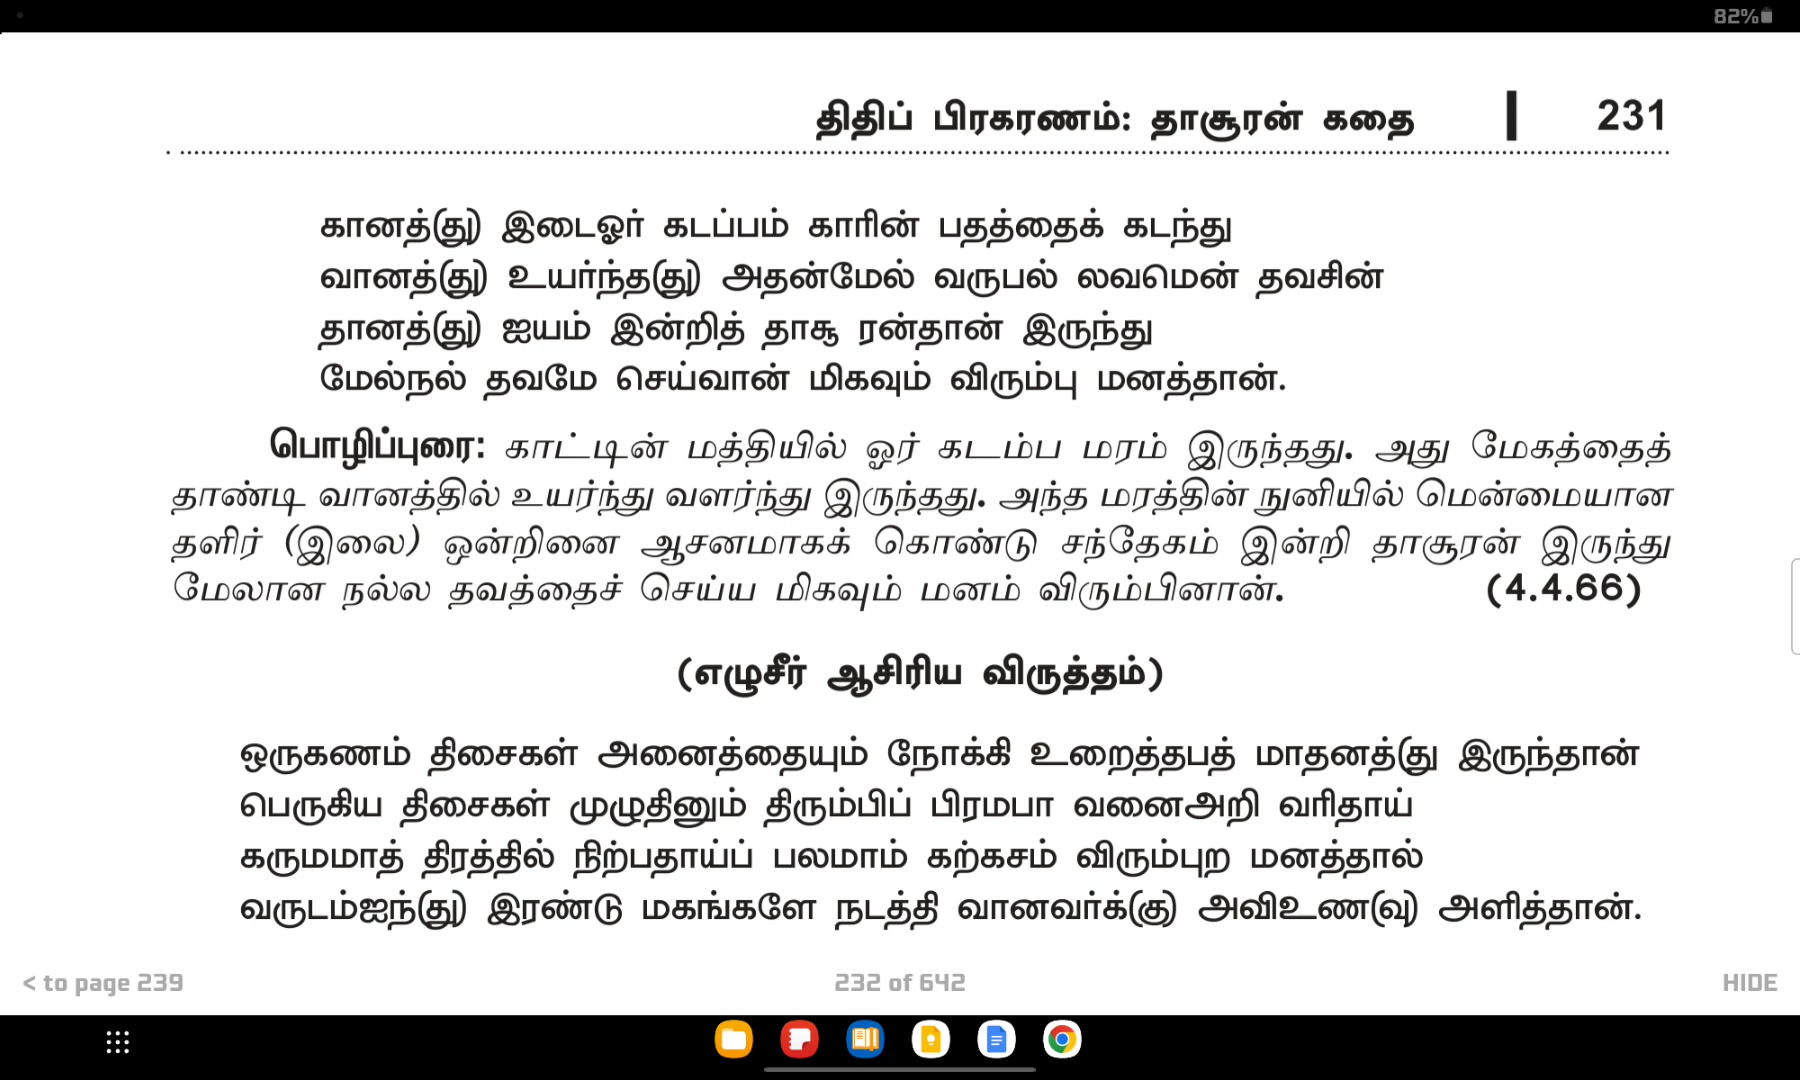 82%
திதிப் பிரகரணம்: தாசூரன் கதை 231
கானத்(து) இடைஓர் கடப்பம் காரின் பதத்தைக் கடந்து
வானத்(து) உயர்ந்த(து) அதன்மேல் வருபல் லவமென் தவசின்
தானத்(து) ஐயம் இன்றித் தாசூ ரன்தான் இருந்து
மேல்நல் தவமே செய்வான் மிகவும் விரும்பு மனத்தான்.
பொழிப்புரை: காட்டின் மத்தியில் ஓர் கடம்ப மரம் இருந்தது. அது மேகத்தைத்
தாண்டி வானத்தில் உயர்ந்து வளர்ந்து இருந்தது. அந்த மரத்தின் நுனியில் மென்மையான
தளிர் (இலை) ஒன்றினை ஆசனமாகக் கொண்டு சந்தேகம் இன்றி தாசூரன் இருந்து
மேலான நல்ல தவத்தைச் செய்ய மிகவும் மனம் விரும்பினான். (4.4.66)
(எழுசீர் ஆசிரிய விருத்தம்)
ஒருகணம் திசைகள் அனைத்தையும் நோக்கி உறைத்தபத் மாதனத்(து இருந்தான்
பெருகிய திசைகள் முழுதினும் திரும்பிப் பிரமபா வனைஅறி வரிதாய்
கருமமாத் திரத்தில் நிற்பதாய்ப் பலமாம் கற்கசம் விரும்புற மனத்தால்
வருடம்ஐந்(து) இரண்டு மகங்களே நடத்தி வானவர்க்(கு) அவிஉண(வு) அளித்தான்.
< to page 239 232 of 642 HIDE